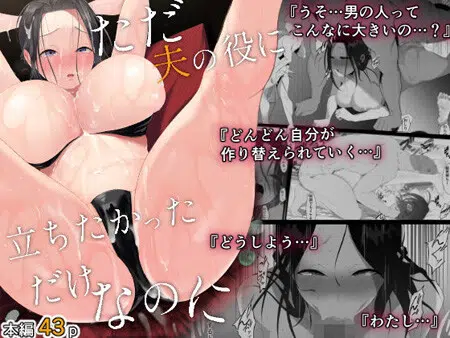 ただ
夫の役に
立ちたかった
だけなのに
『うそ…男の人って
こんなに大きいの…?』
『どんどん自分が
作り替えられていく…』
『どうしよう…』
『わたし…』
本編43p